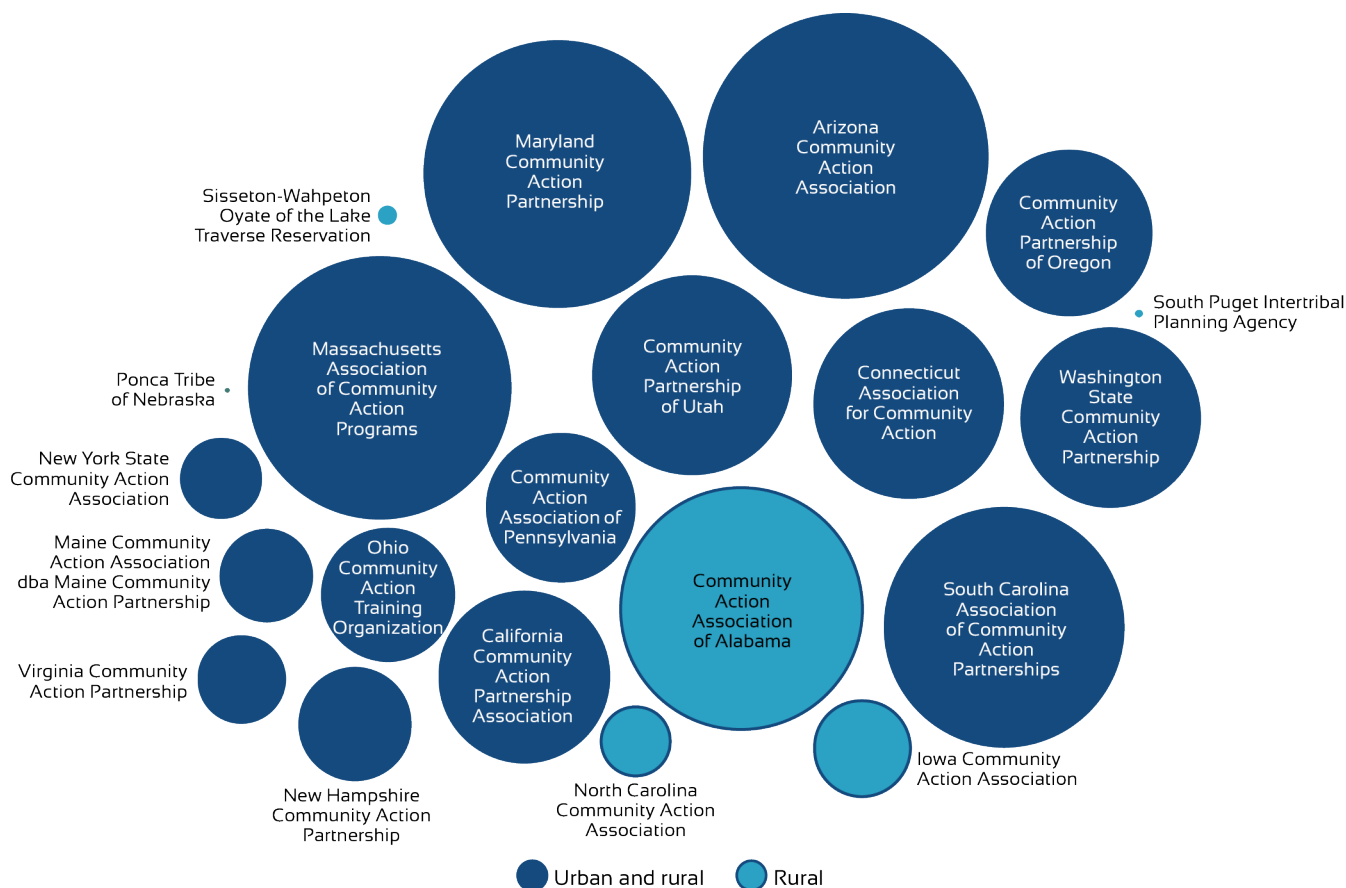 Maryland
Community
Action
Partnership
Arizona
Community
Action
Association
Sisseton-Wahpeton
Oyate of the Lake
Traverse Reservation
Community
Action
Partnership
of Oregon
South Puget Intertribal
Planning Agency
Massachusetts
Association
of Community
Action
Programs
Community
Action
Partnership
of Utah
Connecticut
Association
for Community
Action
Washington
State
Community
Action
Partnership
Ponca Tribe
of Nebraska
New York State
Community Action
Association
Community
Action
Association of
Pennsylvania
Maine Community
Action Association
dba Maine Community
Action Partnership
Ohio
Community
Action
Training
Organization
Community
Action
Association
of Alabama
South Carolina
Association
of Community
Action
Partnerships
California
Community
Action
Partnership
Association
Virginia Community
Action Partnership
New Hampshire
Community Action
Partnership
North Carolina
Community Action
Association
Iowa Community
Action Association
Urban and rural
Rural